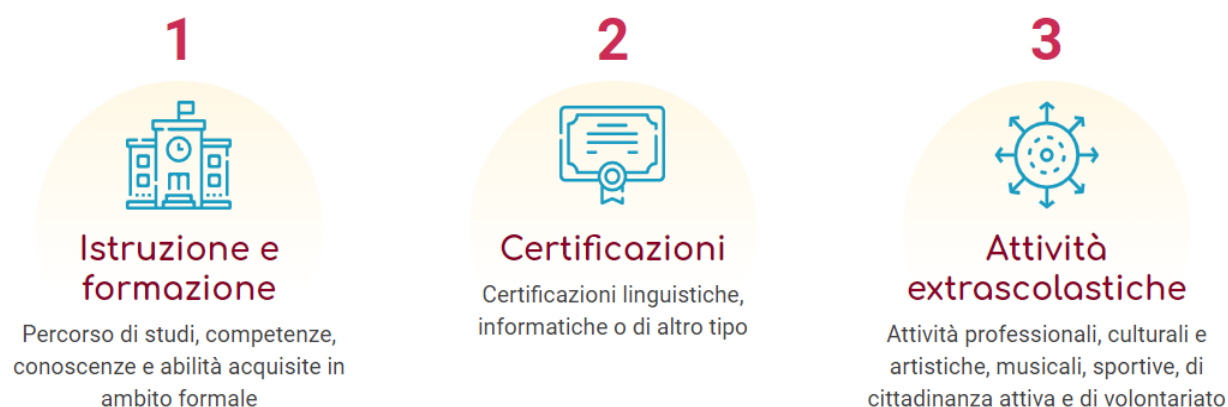 1
Istruzione e
formazione
Percorso di studi, competenze,
conoscenze e abilità acquisite in
ambito formale
2
Certificazioni
Certificazioni linguistiche,
informatiche o di altro tipo
3
Attività
extrascolastiche
Attività professionali, culturali e
artistiche, musicali, sportive, di
cittadinanza attiva e di volontariato